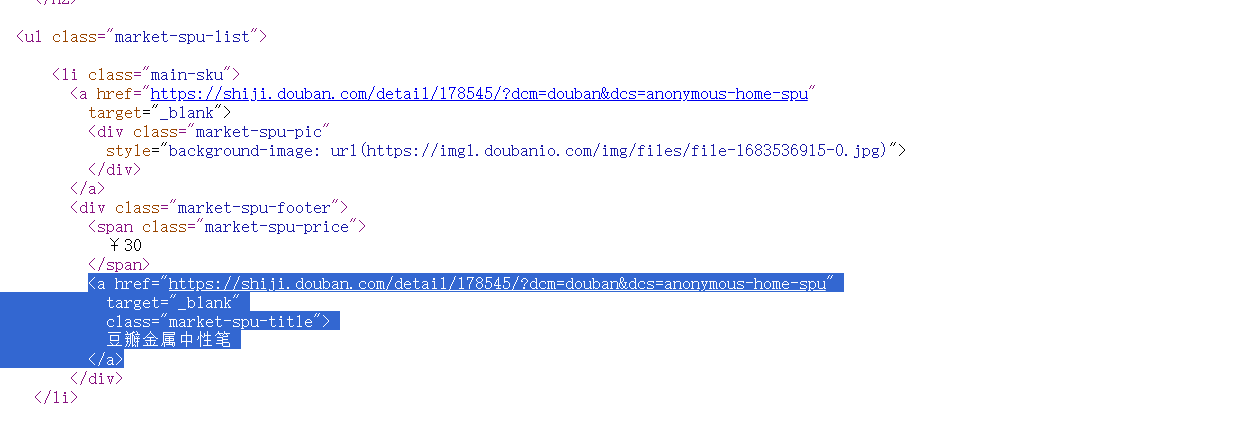 </h2>
<ul class="market-spu-list">
<li class="main-sku">
<a href="https://shiji.douban.com/detail/178545/?dcm=douban&dcs=anonymous-home-spu"
target="_blank">
<div class="market-spu-pic"
style="background-image: url(https://img1.doubanio.com/img/files/file-1683536915-0.jpg)">
</div>
</a>
<div class="market-spu-footer">
<span class="market-spu-price">
￥30
</span>
<a href="https://shiji.douban.com/detail/178545/?dcm=douban&dcs=anonymous-home-spu"
target="_blank"
class="market-spu-title">
豆瓣金属中性笔
</a>
</div>
</li>